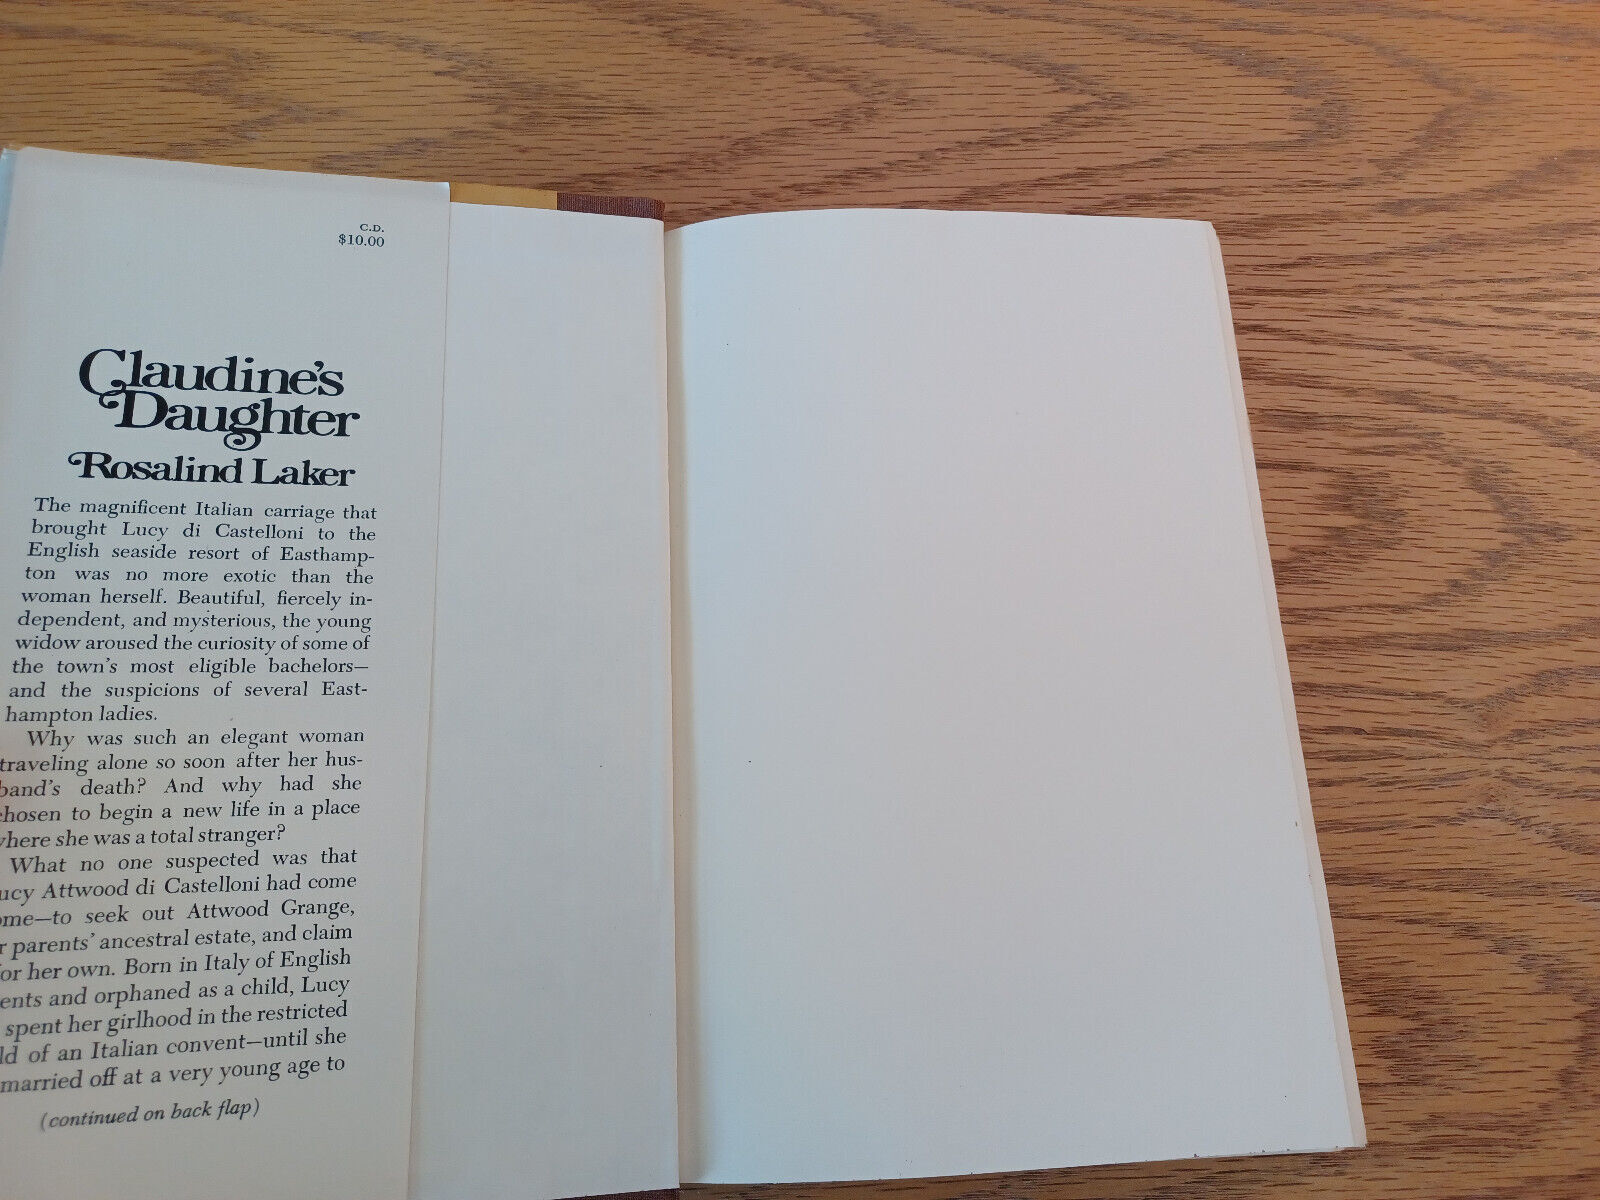 C.D.
$10.00
Claudine's
Daughter
Rosalind Laker
The magnificent Italian carriage that
brought Lucy di Castelloni to the
English seaside resort of Easthamp-
ton was no more exotic than the
woman herself. Beautiful, fiercely in-
dependent, and mysterious, the young
widow aroused the curiosity of some of
the town's most eligible bachelors—
and the suspicions of several East-
hampton ladies.
Why was such an elegant woman
traveling alone so soon after her hus-
band's death? And why had she
chosen to begin a new life in a place
where she was a total stranger?
What no one suspected was that
ucy Attwood di Castelloni had come
ome—to seek out Attwood Grange,
r parents' ancestral estate, and claim
for her own. Born in Italy of English
ents and orphaned as a child, Lucy
spent her girlhood in the restricted
ld of an Italian convent—until she
married off at a very young age to
(continued on back flap)